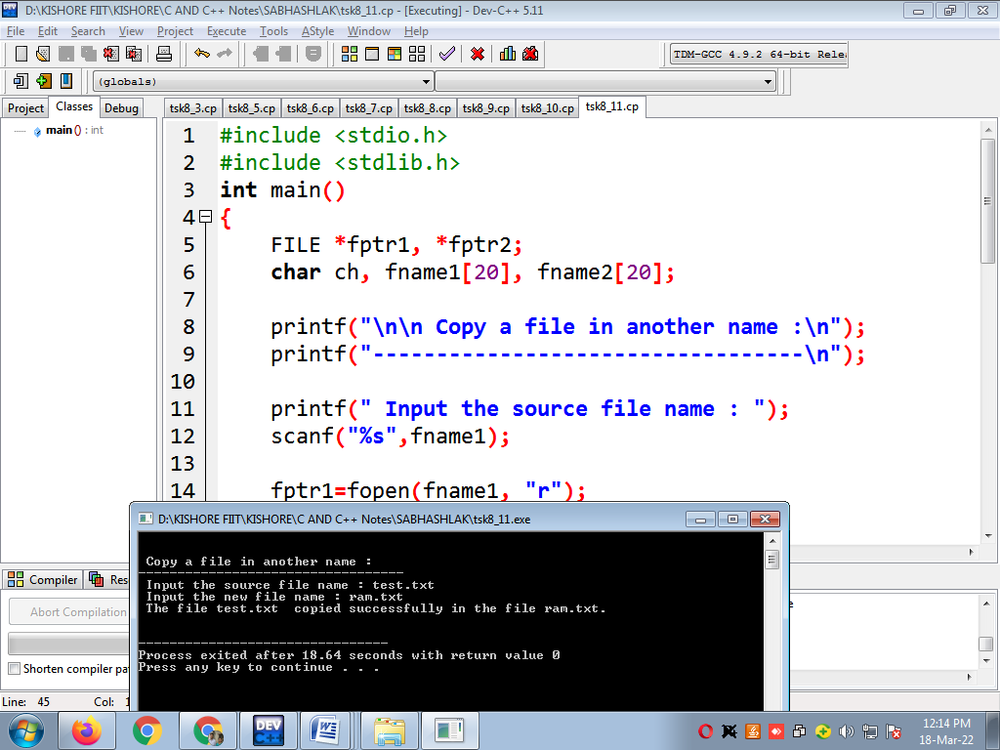 D:\KISHORE FIIT\KISHORE\C AND C++ Notes\SABHASHLAK\tsk8_11.cp - [Executing] - Dev-C++ 5.11
File Edit Search View Project Execute Tools AStyle Window Help
TDM-GCC 4.9.2 64-bit Rele
(globals)
Project Classes Debug
tsk8_3.cp tsk8_5.cp tsk8_6.cp tsk8_7.cp tsk8_8.cp tsk8_9.cp tsk8_10.cp tsk8_11.cp
main () : int
1 #include <stdio.h>
2 #include <stdlib.h>
3 int main()
4 {
5 FILE *fptr1, *fptr2;
6 char ch, fname1[20], fname2[20];
7
8 printf("\n\n Copy a file in another name :\n");
9 printf("----------------------------------\n");
10
11 printf(" Input the source file name : ");
12 scanf("%s",fname1);
13
14 fptr1=fopen(fname1, "r");
D:\KISHORE FIIT\KISHORE\C AND C++ Notes\SABHASHLAK\tsk8_11.exe
Copy a file in another name :
----------------------------------
Input the source file name : test.txt
Input the new file name : ram.txt
The file test.txt  copied successfully in the file ram.txt.
--------------------------------
Process exited after 18.64 seconds with return value 0
Press any key to continue . . .
Compiler Res
Abort Compilation
Shorten compiler pa
Line: 45 Col: 1
DEV C++
12:14 PM
18-Mar-22